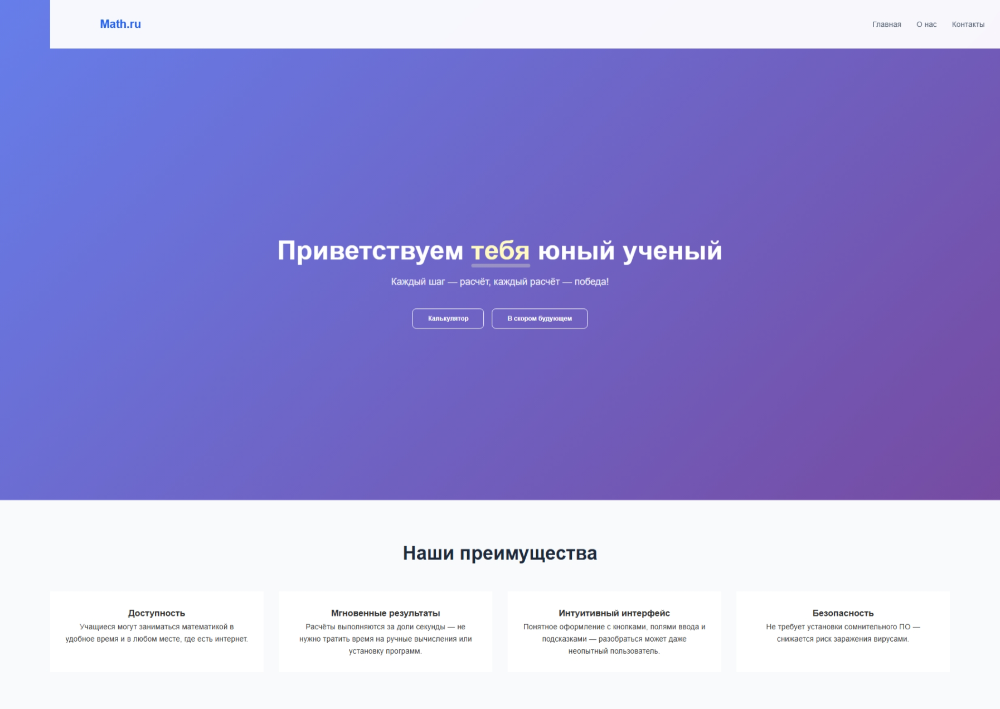 Math.ru
Главная
О нас
Контакты
Приветствуем тебя юный ученый
Каждый шаг — расчёт, каждый расчёт — победа!
Калькулятор
В скором будующем
Наши преимущества
Доступность
Учащиеся могут заниматься математикой в
удобное время и в любом месте, где есть интернет.
Мгновенные результаты
Расчёты выполняются за доли секунды — не
нужно тратить время на ручные вычисления или
установку программ.
Интуитивный интерфейс
Понятное оформление с кнопками, полями ввода и
подсказками — разобраться может даже
неопытный пользователь.
Безопасность
Не требует установки сомнительного ПО —
снижается риск заражения вирусами.